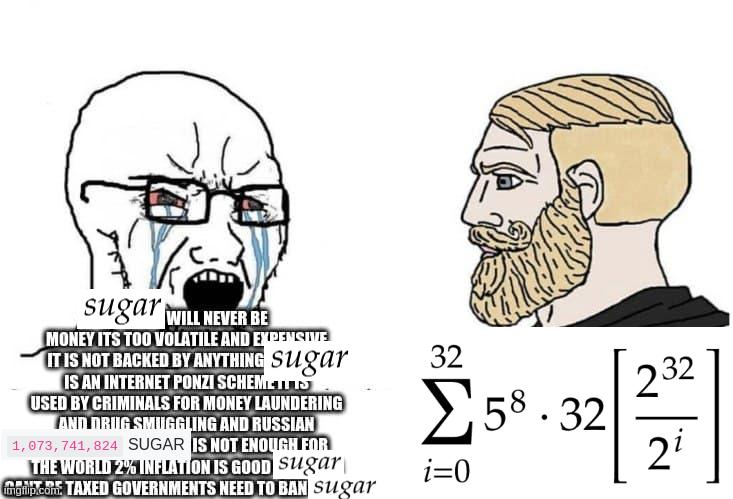 sugar WILL NEVER BE
MONEY ITS TOO VOLATILE AND EXPENSIVE
IT IS NOT BACKED BY ANYTHING sugar
IS AN INTERNET PONZI SCHEME IT IS
USED BY CRIMINALS FOR MONEY LAUNDERING
AND DRUG SMUGGLING AND RUSSIAN
1,073,741,824 SUGAR IS NOT ENOUGH FOR
THE WORLD 2% INFLATION IS GOOD sugar
CANT BE TAXED GOVERNMENTS NEED TO BAN sugar
32
∑ 5⁸ · 32 [2³² / 2ⁱ]
i=0
imgflip.com